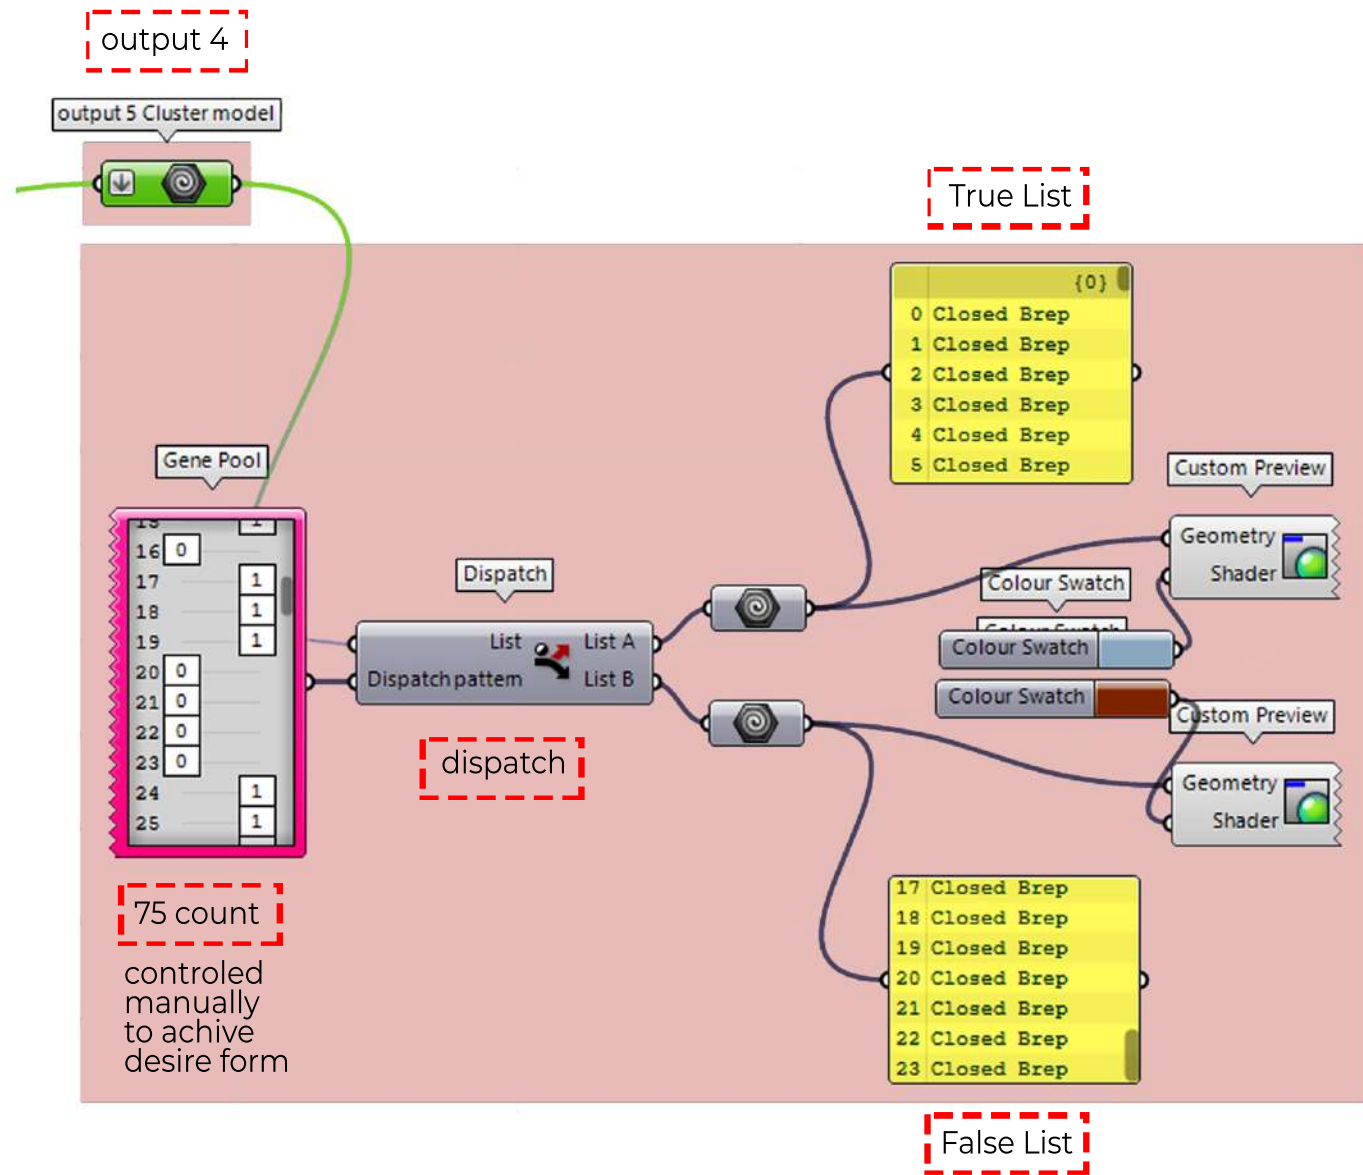 output 4
output 5 Cluster model
True List
{0}
0 Closed Brep
1 Closed Brep
2 Closed Brep
3 Closed Brep
4 Closed Brep
5 Closed Brep
Gene Pool
15 1
16 0
17 1
18 1
19 1
20 0
21 0
22 0
23 0
24 1
25 1
75 count
controled
manually
to achive
desire form
Dispatch
List List A
Dispatch pattern List B
dispatch
Custom Preview
Geometry
Shader
Colour Swatch
Colour Swatch
Colour Swatch
Colour Swatch
Custom Preview
Geometry
Shader
17 Closed Brep
18 Closed Brep
19 Closed Brep
20 Closed Brep
21 Closed Brep
22 Closed Brep
23 Closed Brep
False List